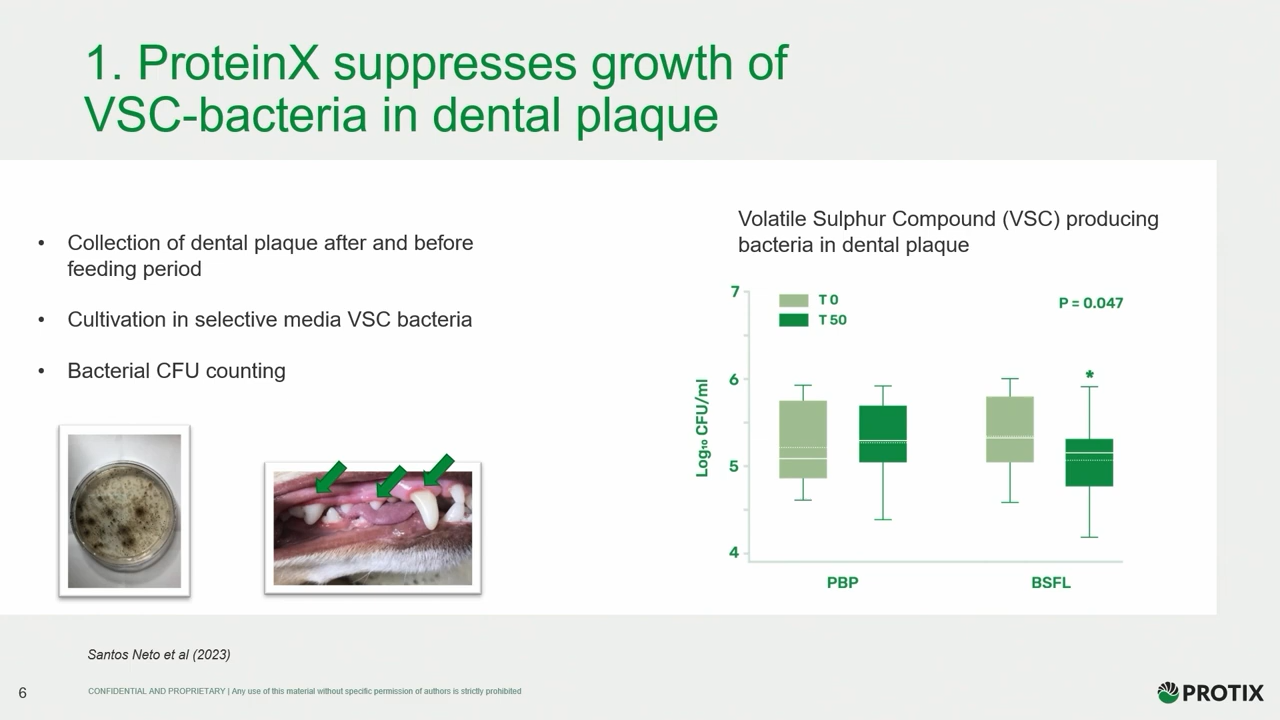 1. ProteinX suppresses growth of
VSC-bacteria in dental plaque
• Collection of dental plaque after and before
feeding period
• Cultivation in selective media VSC bacteria
• Bacterial CFU counting
Volatile Sulphur Compound (VSC) producing
bacteria in dental plaque
7
T 0
P = 0.047
T 50
6
*
Log₁₀ CFU/ml
5
4
PBP
BSFL
Santos Neto et al (2023)
6
CONFIDENTIAL AND PROPRIETARY | Any use of this material without specific permission of authors is strictly prohibited
PROTIX